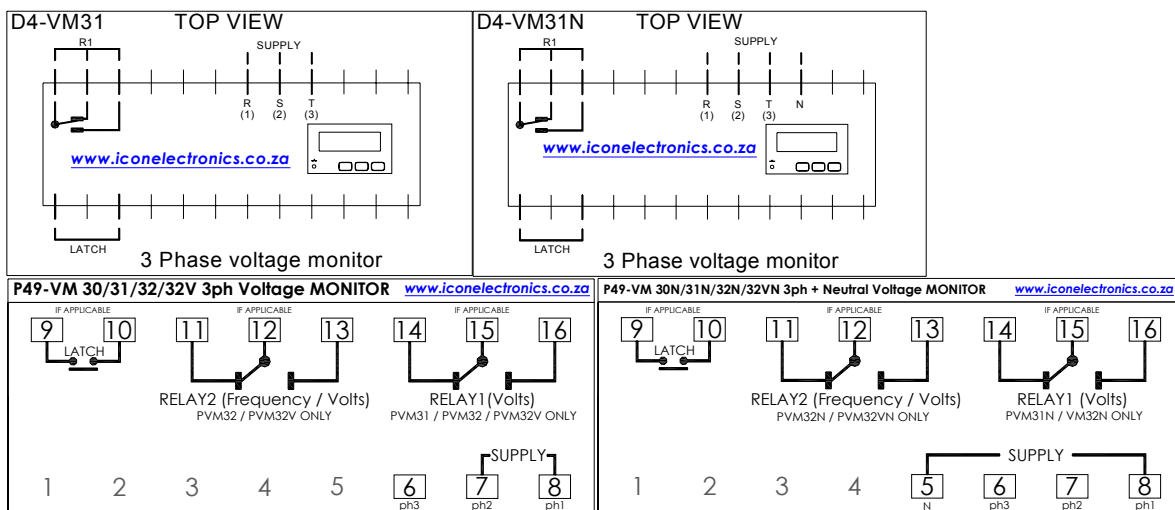 D4-VM31 TOP VIEW
R1
SUPPLY
R S T
(1) (2) (3)
www.iconelectronics.co.za
LATCH
3 Phase voltage monitor
D4-VM31N TOP VIEW
R1
SUPPLY
R S T N
(1) (2) (3)
www.iconelectronics.co.za
LATCH
3 Phase voltage monitor
P49-VM 30/31/32/32V 3ph Voltage MONITOR www.iconelectronics.co.za
IF APPLICABLE IF APPLICABLE IF APPLICABLE
9 10 11 12 13 14 15 16
LATCH
RELAY2 (Frequency / Volts) RELAY1(Volts)
PVM32 / PVM32V ONLY PVM31 / PVM32 / PVM32V ONLY
SUPPLY
1 2 3 4 5 6 7 8
ph3 ph2 ph1
P49-VM 30N/31N/32N/32VN 3ph + Neutral Voltage MONITOR www.iconelectronics.co.za
IF APPLICABLE IF APPLICABLE IF APPLICABLE
9 10 11 12 13 14 15 16
LATCH
RELAY2 (Frequency / Volts) RELAY1 (Volts)
PVM32N / PVM32VN ONLY PVM31N / VM32N ONLY
SUPPLY
1 2 3 4 5 6 7 8
N ph3 ph2 ph1